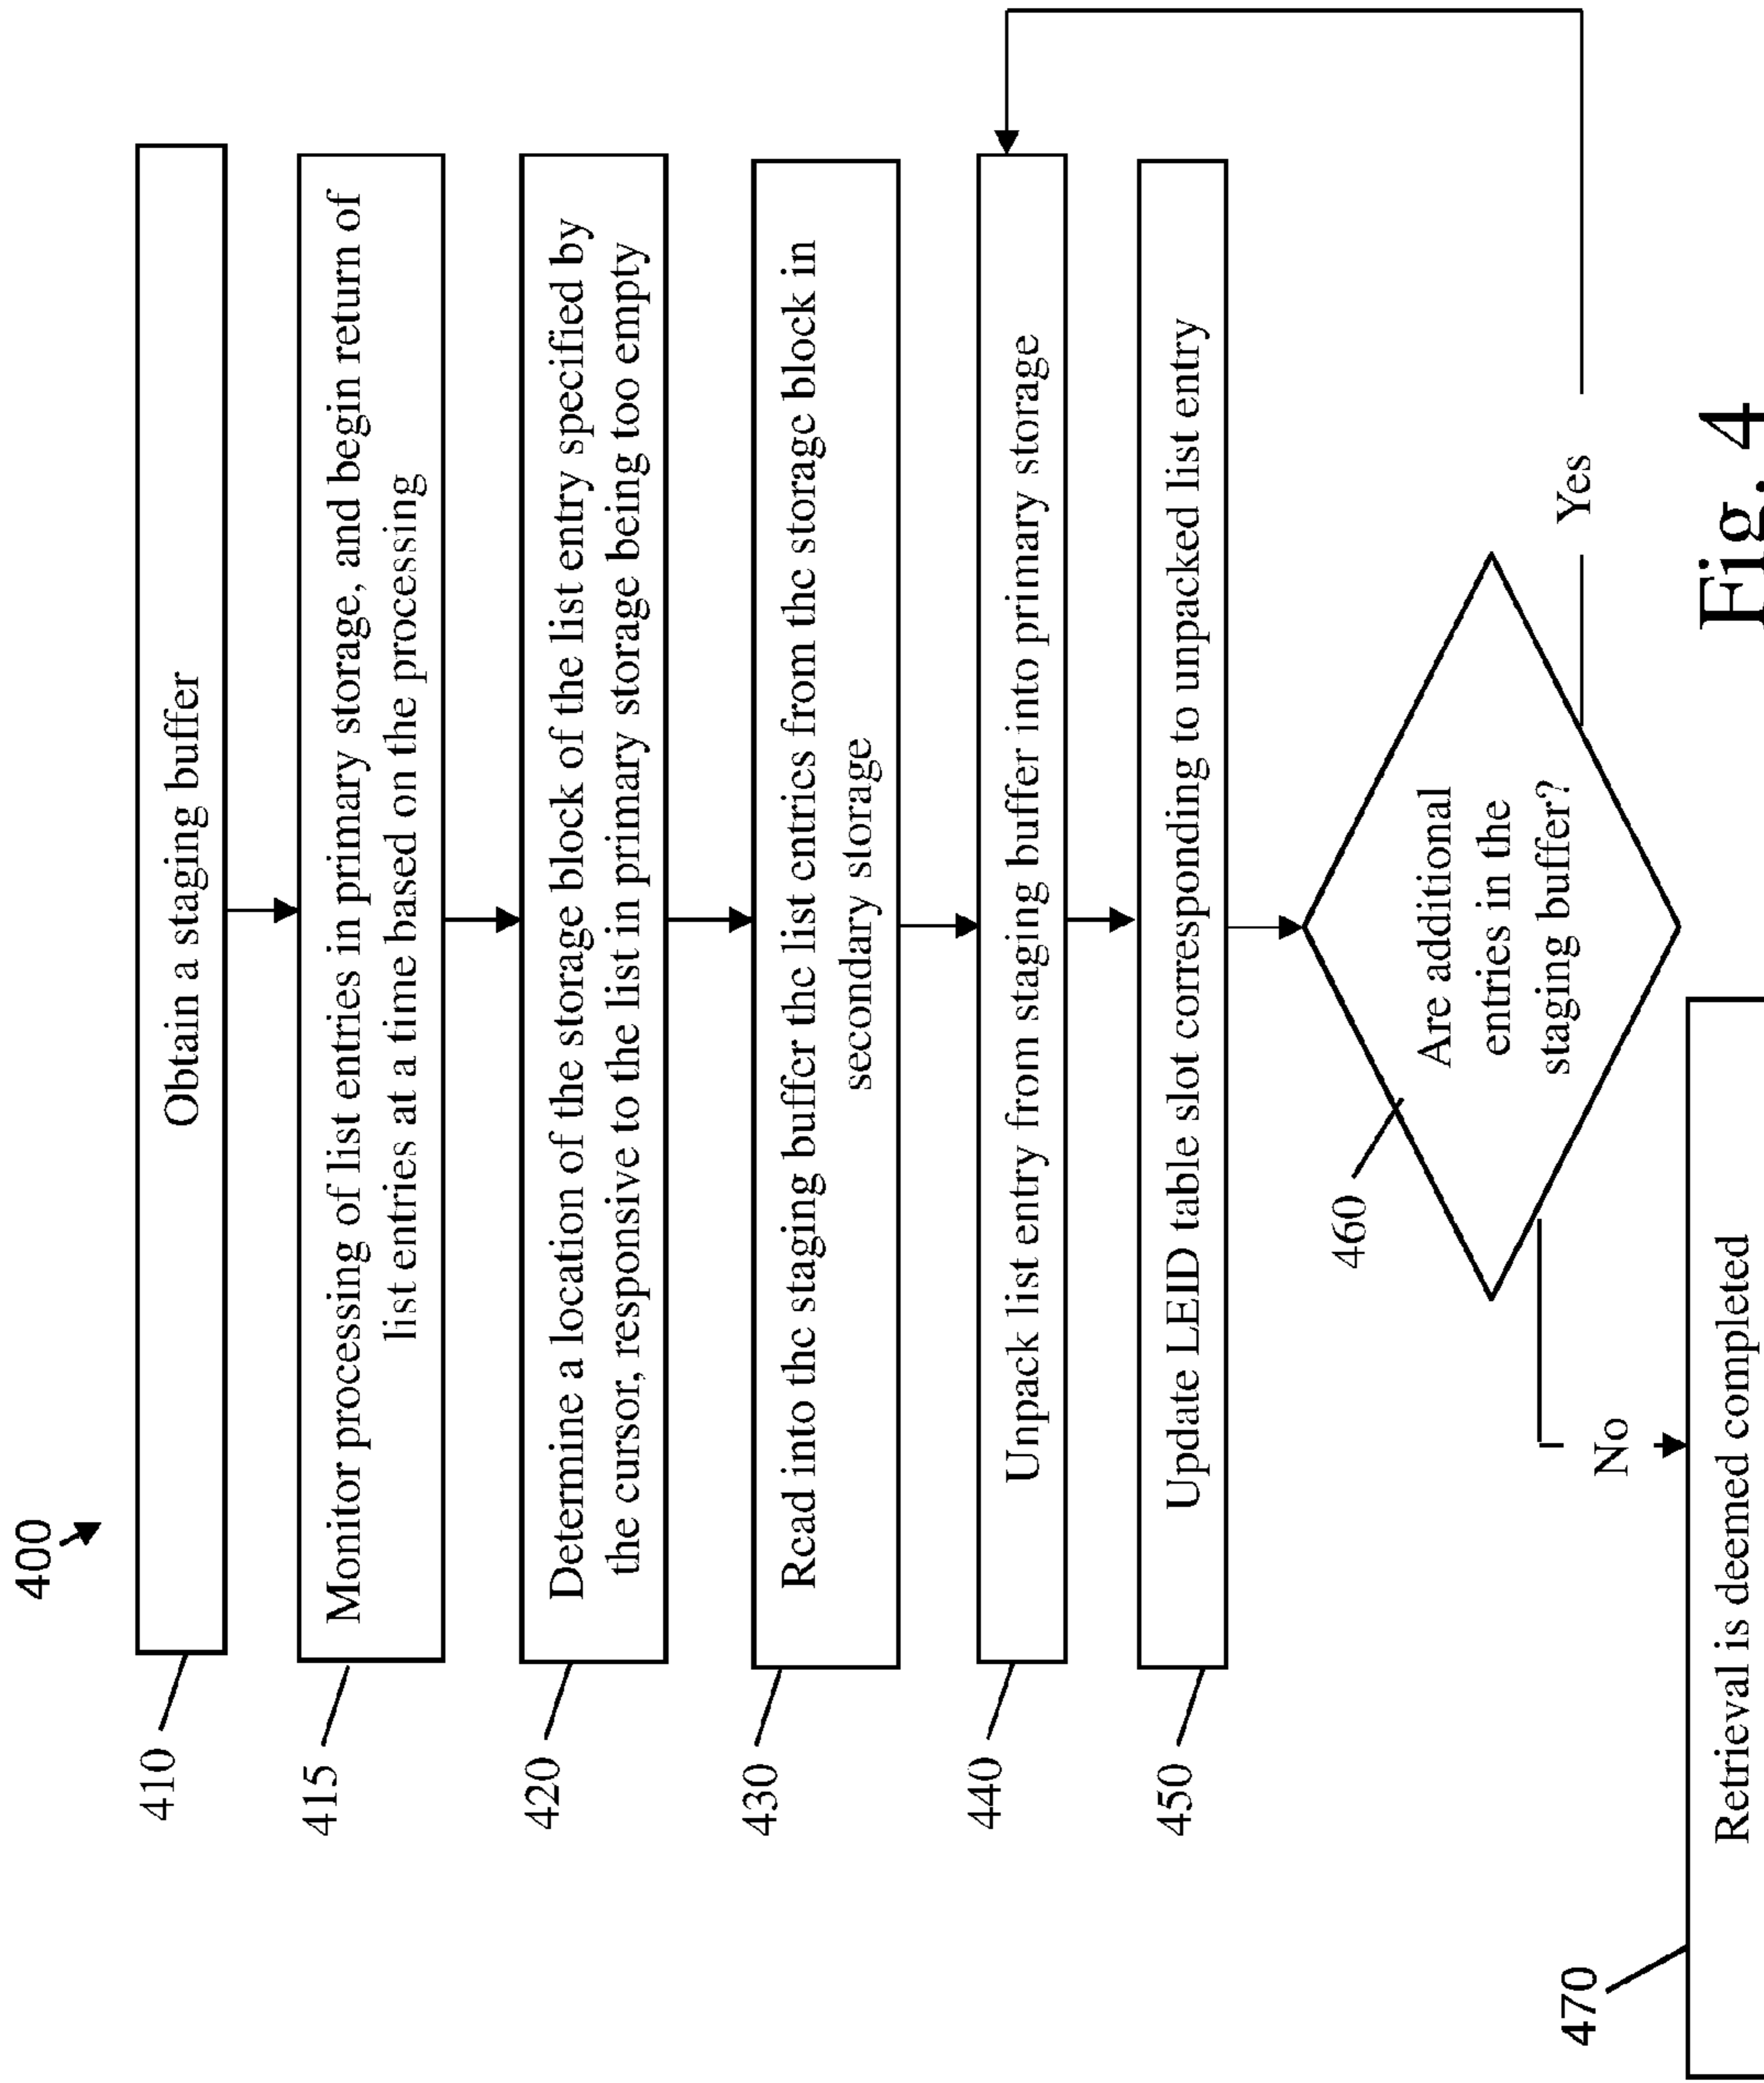 400
410
Obtain a staging buffer
415
Monitor processing of list entries in primary storage, and begin return of
list entries at a time based on the processing
420
Determine a location of the storage block of the list entry specified by
the cursor, responsive to the list in primary storage being too empty
430
Read into the staging buffer the list entries from the storage block in
secondary storage
440
Unpack list entry from staging buffer into primary storage
450
Update LEID table slot corresponding to unpacked list entry
460
Are additional
entries in the
staging buffer?
Yes
No
470
Retrieval is deemed completed
Fig. 4